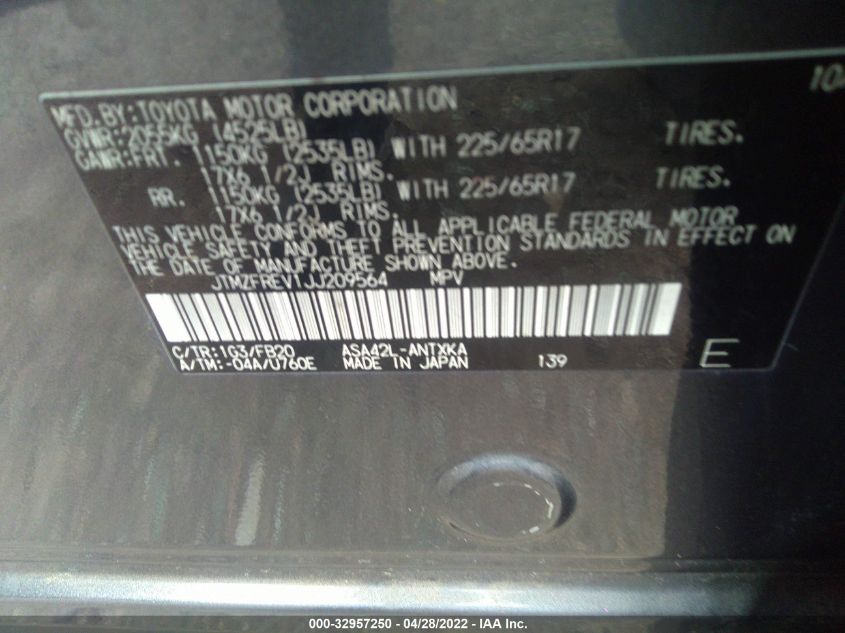 MFD.BY:TOYOTA MOTOR CORPORATION 10
GVWR:2055KG (4525LB)
GAWR:FRT. 1150KG (2535LB) WITH 225/65R17 TIRES.
17X6 1/2J RIMS.
RR. 1150KG (2535LB) WITH 225/65R17 TIRES.
17X6 1/2J RIMS.
THIS VEHICLE CONFORMS TO ALL APPLICABLE FEDERAL MOTOR
VEHICLE SAFETY AND THEFT PREVENTION STANDARDS IN EFFECT ON
THE DATE OF MANUFACTURE SHOWN ABOVE.
JTMZFREV1JJ209564 MPV
C/TR:1G3/FB20 ASA42L-ANTXKA
A/TM:-04A/U760E MADE IN JAPAN 139 E
000-32957250 - 04/28/2022 - IAA Inc.